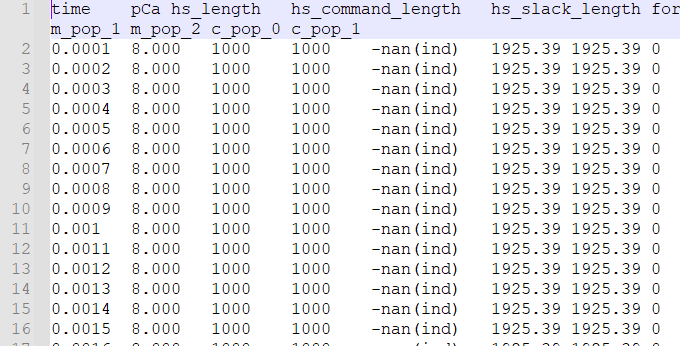 1 time pCa hs_length hs_command_length hs_slack_length for
m_pop_1 m_pop_2 c_pop_0 c_pop_1
2 0.0001 8.000 1000 1000 -nan(ind) 1925.39 1925.39 0
3 0.0002 8.000 1000 1000 -nan(ind) 1925.39 1925.39 0
4 0.0003 8.000 1000 1000 -nan(ind) 1925.39 1925.39 0
5 0.0004 8.000 1000 1000 -nan(ind) 1925.39 1925.39 0
6 0.0005 8.000 1000 1000 -nan(ind) 1925.39 1925.39 0
7 0.0006 8.000 1000 1000 -nan(ind) 1925.39 1925.39 0
8 0.0007 8.000 1000 1000 -nan(ind) 1925.39 1925.39 0
9 0.0008 8.000 1000 1000 -nan(ind) 1925.39 1925.39 0
10 0.0009 8.000 1000 1000 -nan(ind) 1925.39 1925.39 0
11 0.001 8.000 1000 1000 -nan(ind) 1925.39 1925.39 0
12 0.0011 8.000 1000 1000 -nan(ind) 1925.39 1925.39 0
13 0.0012 8.000 1000 1000 -nan(ind) 1925.39 1925.39 0
14 0.0013 8.000 1000 1000 -nan(ind) 1925.39 1925.39 0
15 0.0014 8.000 1000 1000 -nan(ind) 1925.39 1925.39 0
16 0.0015 8.000 1000 1000 -nan(ind) 1925.39 1925.39 0